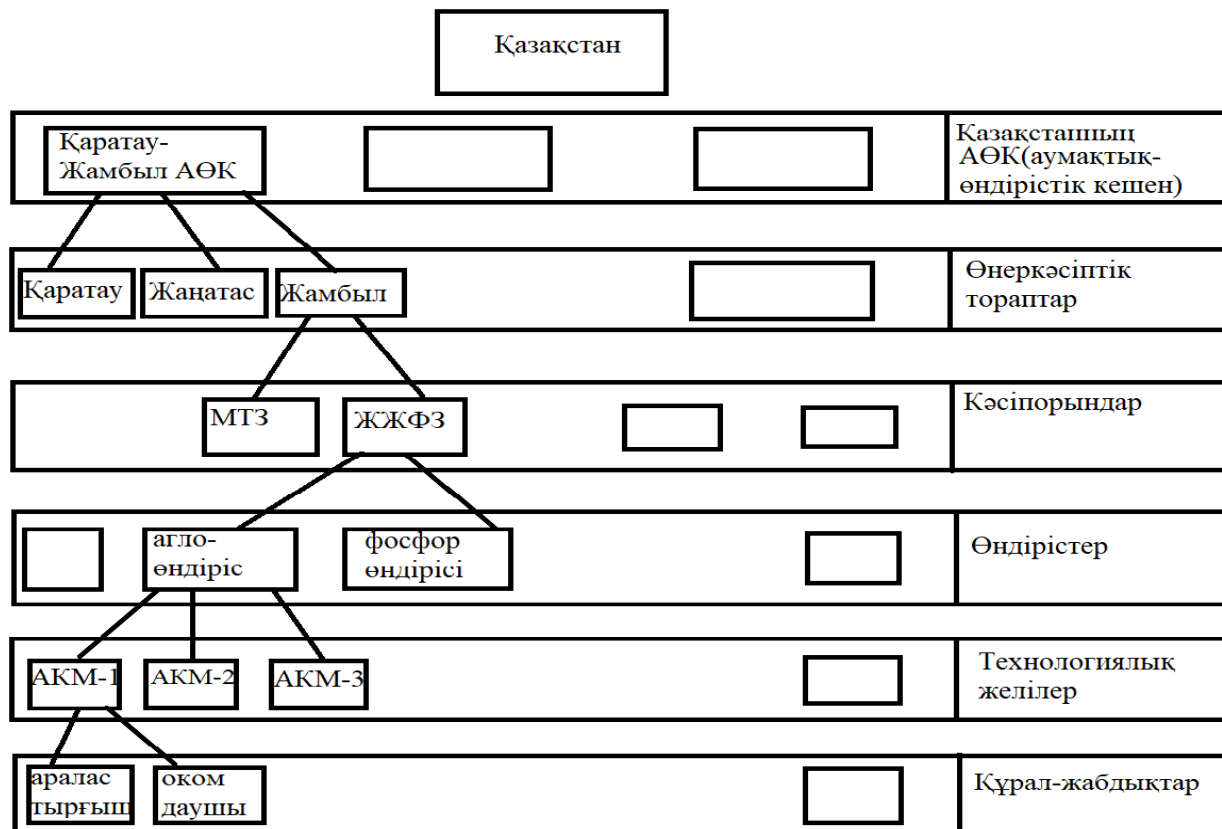 Қазақстан
Қаратау-
Жамбыл АӨК
Қазақстанның
АӨК(аумақтық-
өндірістік кешен)
Қаратау
Жаңатас
Жамбыл
Өнеркәсіптік
тораптар
МТЗ
ЖЖФЗ
Кәсіпорындар
агло-
өндіріс
фосфор
өндірісі
Өндірістер
АКМ-1
АКМ-2
АКМ-3
Технологиялық
желілер
аралас
тырғыш
оком
даушы
Құрал-жабдықтар